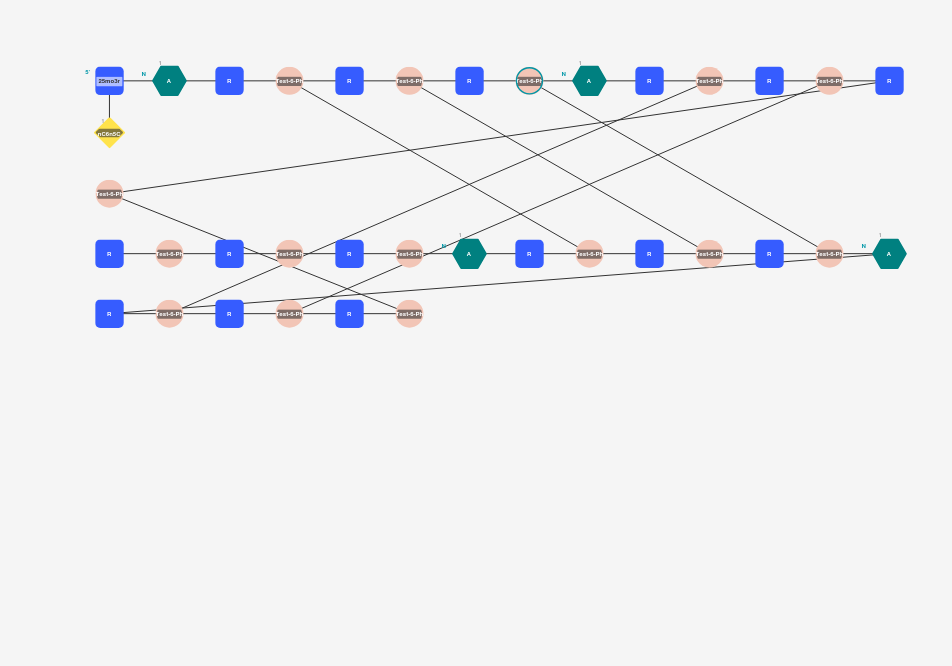 5' 25mo3r N 1 A R Test-6-Ph R Test-6-Ph R Test-6-Ph N 1 A R Test-6-Ph R Test-6-Ph R
1 nC6n5C
Test-6-Ph
R Test-6-Ph R Test-6-Ph R Test-6-Ph N 1 A R Test-6-Ph R Test-6-Ph R Test-6-Ph N 1 A
R Test-6-Ph R Test-6-Ph R Test-6-Ph